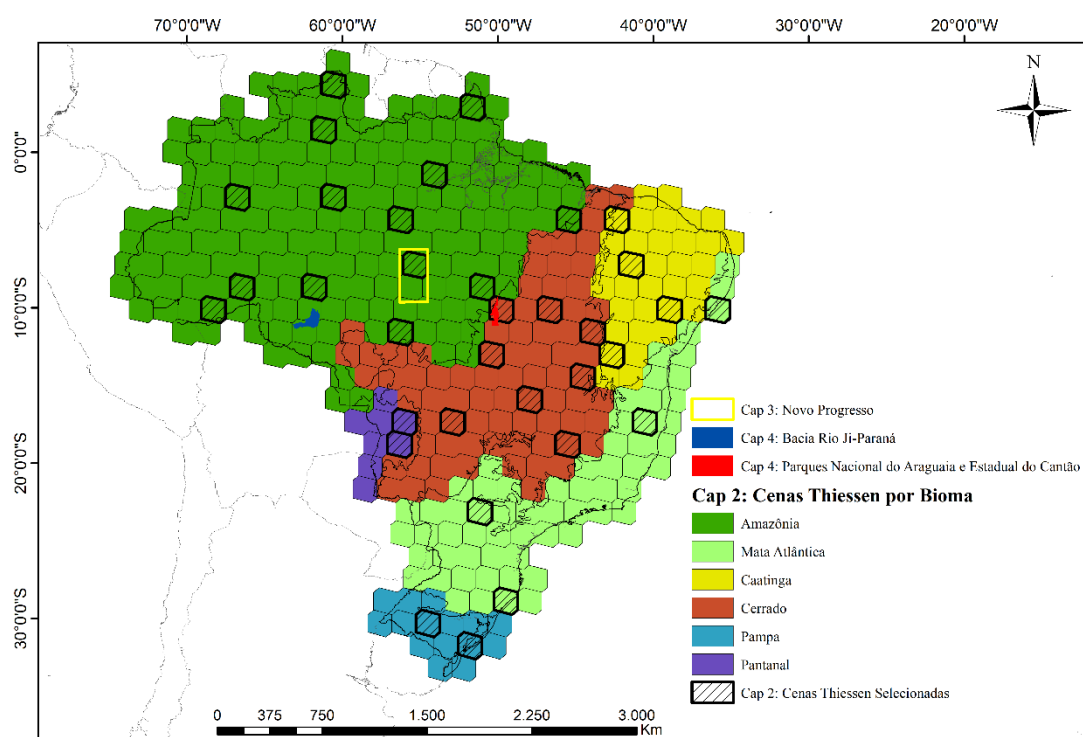 70°0'0"W 60°0'0"W 50°0'0"W 40°0'0"W 30°0'0"W 20°0'0"W
N
0°0'0"
10°0'0"S
20°0'0"S
30°0'0"S
Cap 3: Novo Progresso
Cap 4: Bacia Rio Ji-Paraná
Cap 4: Parques Nacional do Araguaia e Estadual do Cantão
Cap 2: Cenas Thiessen por Bioma
Amazônia
Mata Atlântica
Caatinga
Cerrado
Pampa
Pantanal
Cap 2: Cenas Thiessen Selecionadas
0 375 750 1.500 2.250 3.000
Km